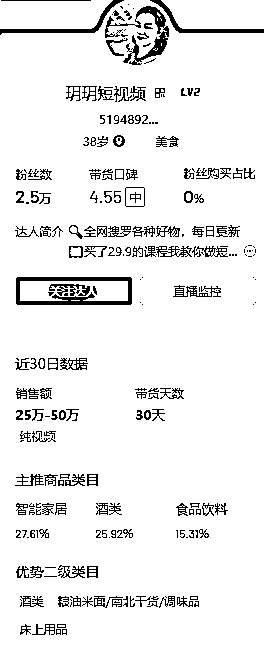 玥玥短视频 LV2
5194892...
38岁 美食
粉丝数 带货口碑 粉丝购买占比
2.5万 4.55 中 0%
达人简介 全网搜罗各种好物，每日更新
买了29.9的课程我教你做短...
关注达人 直播监控
近30日数据
销售额 带货天数
25万-50万 30天
纯视频
主推商品类目
智能家居 酒类 食品饮料
27.61% 25.92% 15.31%
优势二级类目
酒类 粮油米面/南北干货/调味品
床上用品